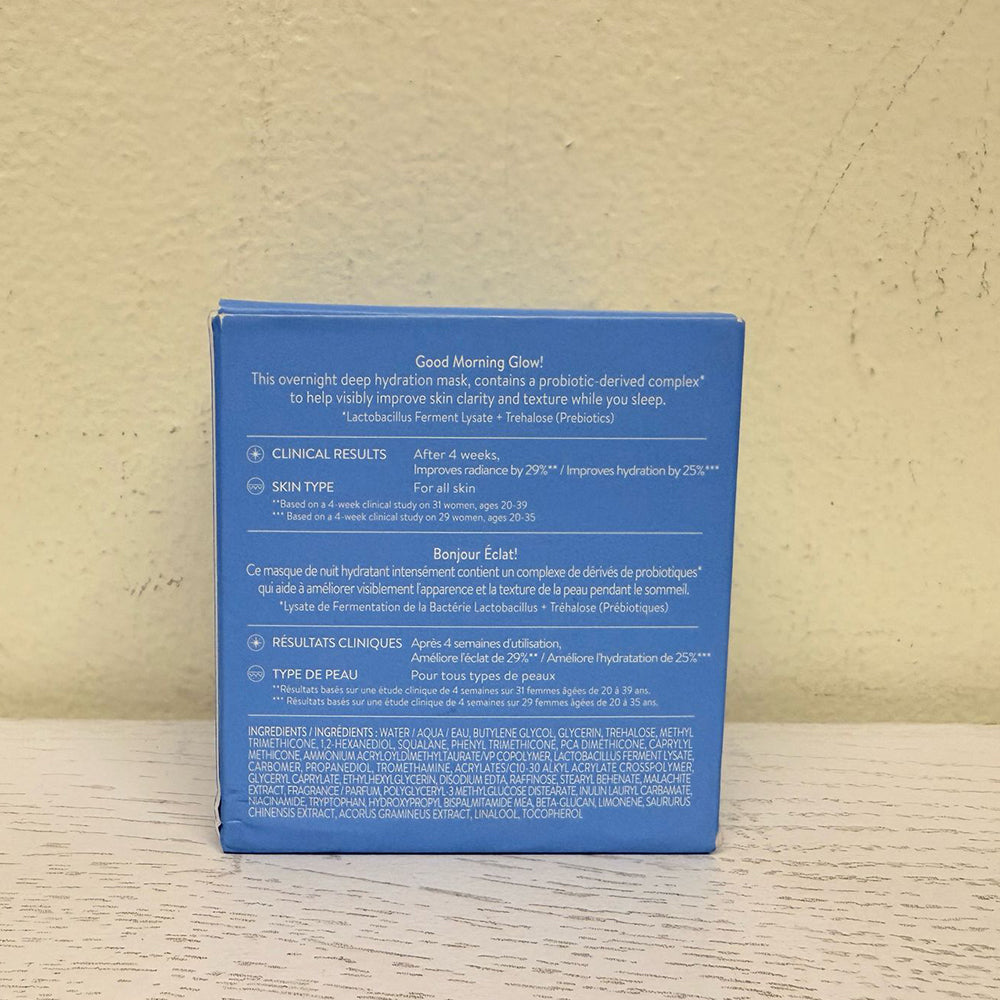 Good Morning Glow!
This overnight deep hydration mask, contains a probiotic-derived complex*
to help visibly improve skin clarity and texture while you sleep.
*Lactobacillus Ferment Lysate + Trehalose (Prebiotics)
CLINICAL RESULTS After 4 weeks,
Improves radiance by 29%** / Improves hydration by 25%***
SKIN TYPE For all skin
**Based on a 4-week clinical study on 31 women, ages 20-39
*** Based on a 4-week clinical study on 29 women, ages 20-35
Bonjour Éclat!
Ce masque de nuit hydratant intensément contient un complexe de dérivés de probiotiques*
qui aide à améliorer visiblement l'apparence et la texture de la peau pendant le sommeil.
*Lysate de Fermentation de la Bactérie Lactobacillus + Tréhalose (Prébiotiques)
RÉSULTATS CLINIQUES Après 4 semaines d'utilisation,
Améliore l'éclat de 29%** / Améliore l'hydratation de 25%***
TYPE DE PEAU Pour tous types de peaux
**Résultats basés sur une étude clinique de 4 semaines sur 31 femmes âgées de 20 à 39 ans.
*** Résultats basés sur une étude clinique de 4 semaines sur 29 femmes âgées de 20 à 35 ans.
INGREDIENTS / INGRÉDIENTS : WATER / AQUA / EAU, BUTYLENE GLYCOL, GLYCERIN, TREHALOSE, METHYL
TRIMETHICONE, 1,2-HEXANEDIOL, SQUALANE, PHENYL TRIMETHICONE, PCA DIMETHICONE, CAPRYLYL
METHICONE, AMMONIUM ACRYLOYLDIMETHYLTAURATE/VP COPOLYMER, LACTOBACILLUS FERMENT LYSATE,
CARBOMER, PROPANEDIOL, TROMETHAMINE, ACRYLATES/C10-30 ALKYL ACRYLATE CROSSPOLYMER,
GLYCERYL CAPRYLATE, ETHYLHEXYLGLYCERIN, DISODIUM EDTA, RAFFINOSE, STEARYL BEHENATE, MALACHITE
EXTRACT, FRAGRANCE / PARFUM, POLYGLYCERYL-3 METHYLGLUCOSE DISTEARATE, INULIN LAURYL CARBAMATE,
NIACINAMIDE, TRYPTOPHAN, HYDROXYPROPYL BISPALMITAMIDE MEA, BETA-GLUCAN, LIMONENE, SAURURUS
CHINENSIS EXTRACT, ACORUS GRAMINEUS EXTRACT, LINALOOL, TOCOPHEROL